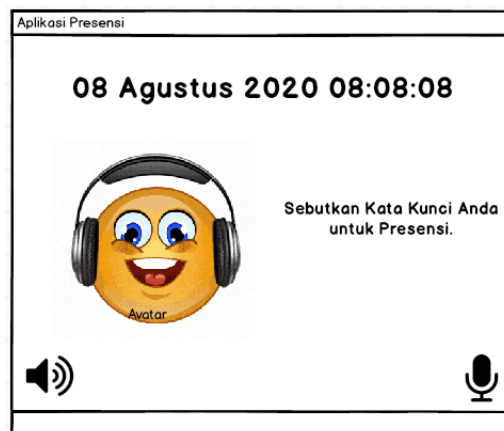 Aplikasi Presensi
08 Agustus 2020 08:08:08
Sebutkan Kata Kunci Anda
untuk Presensi.
Avatar